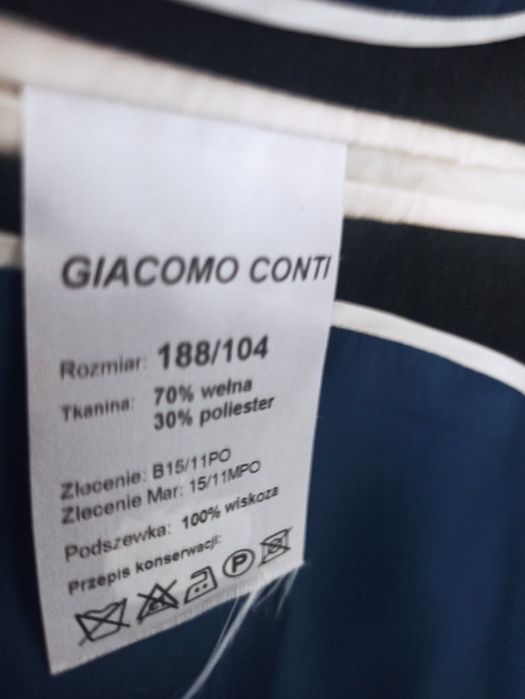 GIACOMO CONTI
Rozmiar: 188/104
Tkanina: 70% wełna
30% poliester
Zlecenie: B15/11PO
Zlecenie Mar: 15/11MPO
Podszewka: 100% wiskoza
Przepis konserwacji:
P